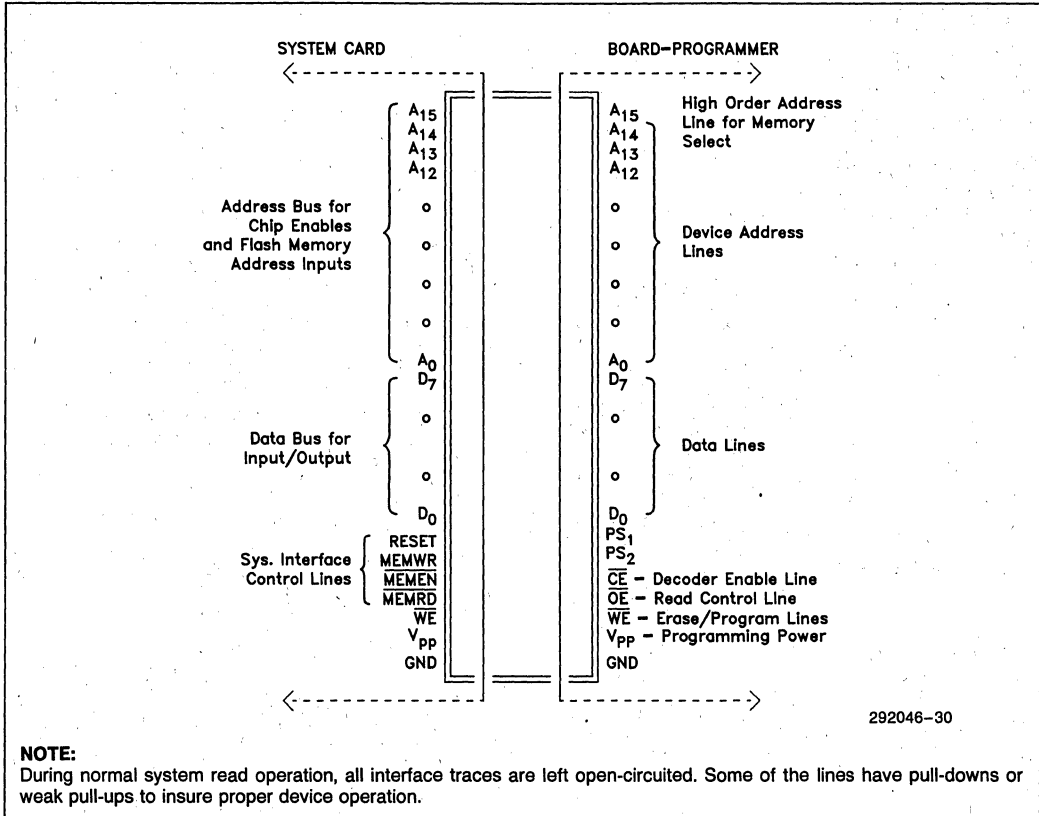 SYSTEM CARD
BOARD-PROGRAMMER
A15
A14
A13
A12
Address Bus for
Chip Enables
and Flash Memory
Address Inputs
A0
D7
Data Bus for
Input/Output
D0
RESET
MEMWR
MEMEN
MEMRD
Sys. Interface
Control Lines
WE
Vpp
GND
A15
High Order Address
Line for Memory
Select
A14
A13
A12
Device Address
Lines
A0
D7
Data Lines
D0
PS1
PS2
CE – Decoder Enable Line
OE – Read Control Line
WE – Erase/Program Lines
VPP – Programming Power
GND
292046–30
NOTE:
During normal system read operation, all interface traces are left open-circuited. Some of the lines have pull-downs or
weak pull-ups to insure proper device operation.